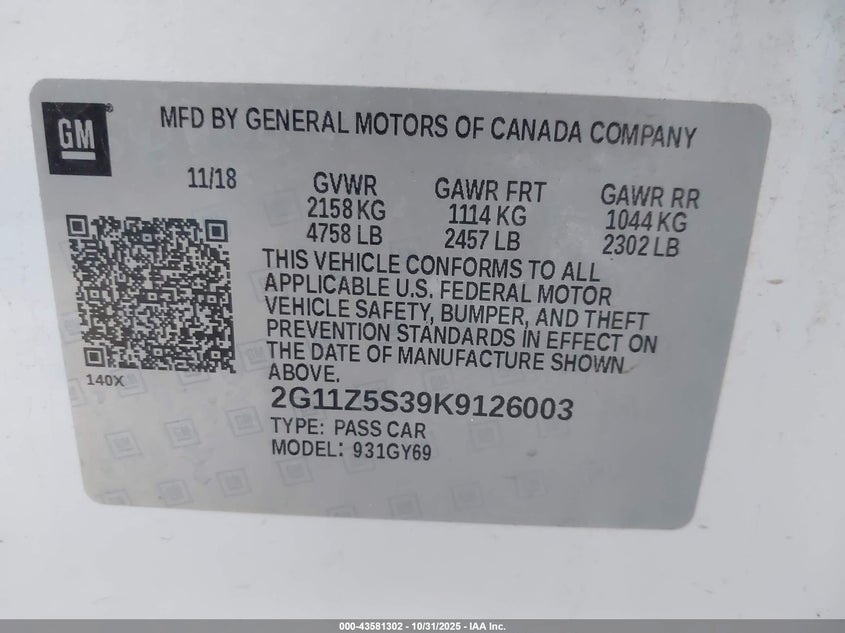 GM®
MFD BY GENERAL MOTORS OF CANADA COMPANY
11/18
GVWR
2158 KG
4758 LB
GAWR FRT
1114 KG
2457 LB
GAWR RR
1044 KG
2302 LB
THIS VEHICLE CONFORMS TO ALL
APPLICABLE U.S. FEDERAL MOTOR
VEHICLE SAFETY, BUMPER, AND THEFT
PREVENTION STANDARDS IN EFFECT ON
THE DATE OF MANUFACTURE SHOWN
ABOVE.
140X
2G11Z5S39K9126003
TYPE: PASS CAR
MODEL: 931GY69
000-43581302 - 10/31/2025 - IAA Inc.